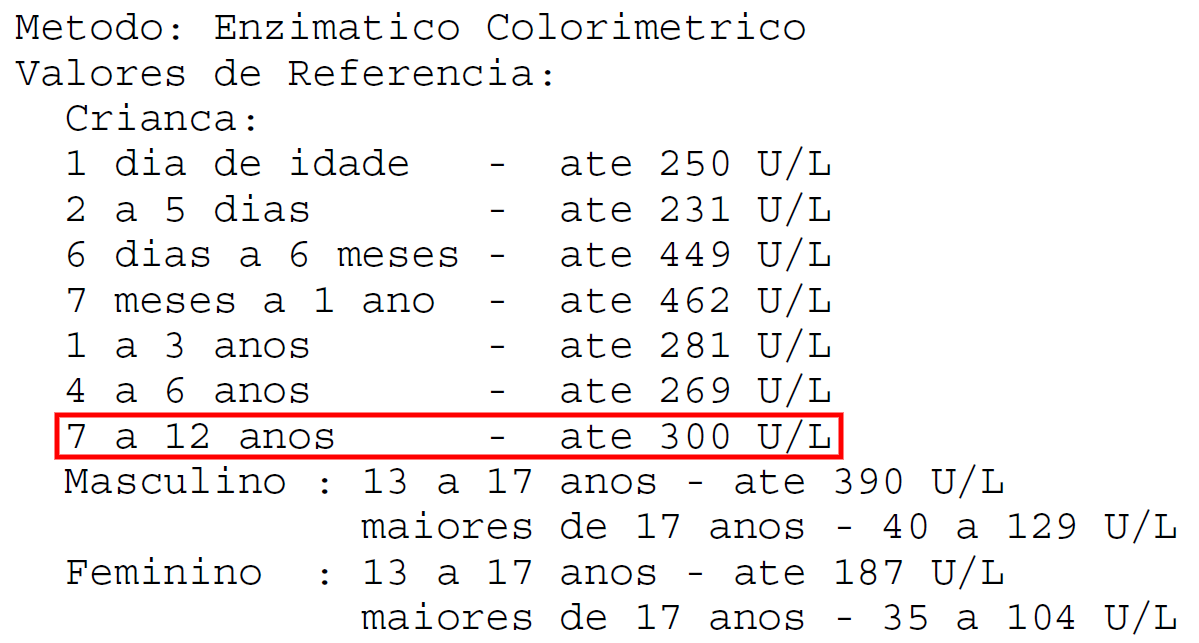 Metodo: Enzimatico Colorimetrico
Valores de Referencia:
Crianca:
1 dia de idade - ate 250 U/L
2 a 5 dias - ate 231 U/L
6 dias a 6 meses - ate 449 U/L
7 meses a 1 ano - ate 462 U/L
1 a 3 anos - ate 281 U/L
4 a 6 anos - ate 269 U/L
7 a 12 anos - ate 300 U/L
Masculino : 13 a 17 anos - ate 390 U/L
maiores de 17 anos - 40 a 129 U/L
Feminino : 13 a 17 anos - ate 187 U/L
maiores de 17 anos - 35 a 104 U/L